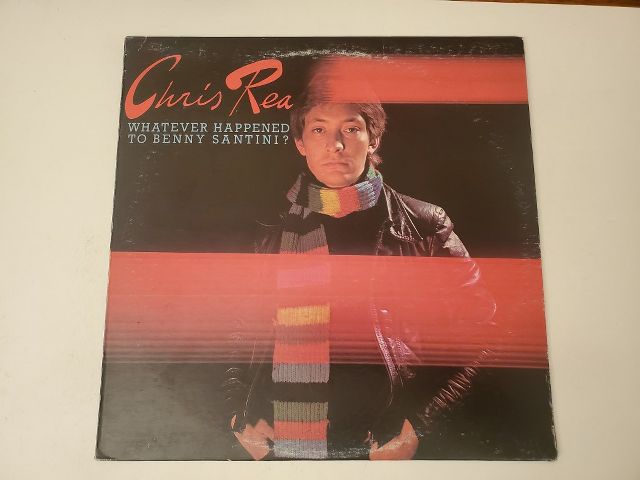 Chris Rea
WHATEVER HAPPENED
TO BENNY SANTINI?